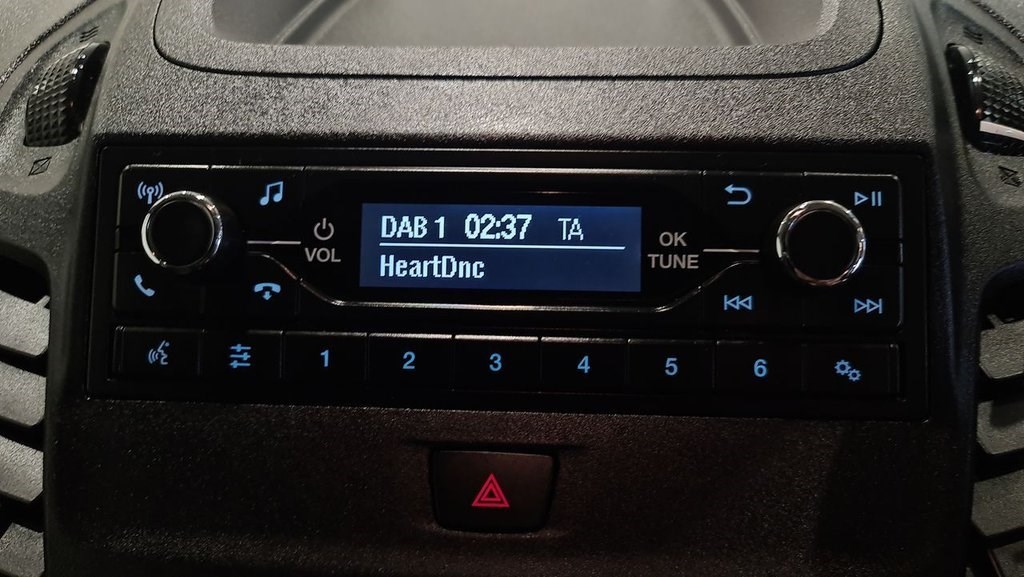 DAB 1 02:37 TA
HeartDnc
VOL
OK
TUNE
1 2 3 4 5 6